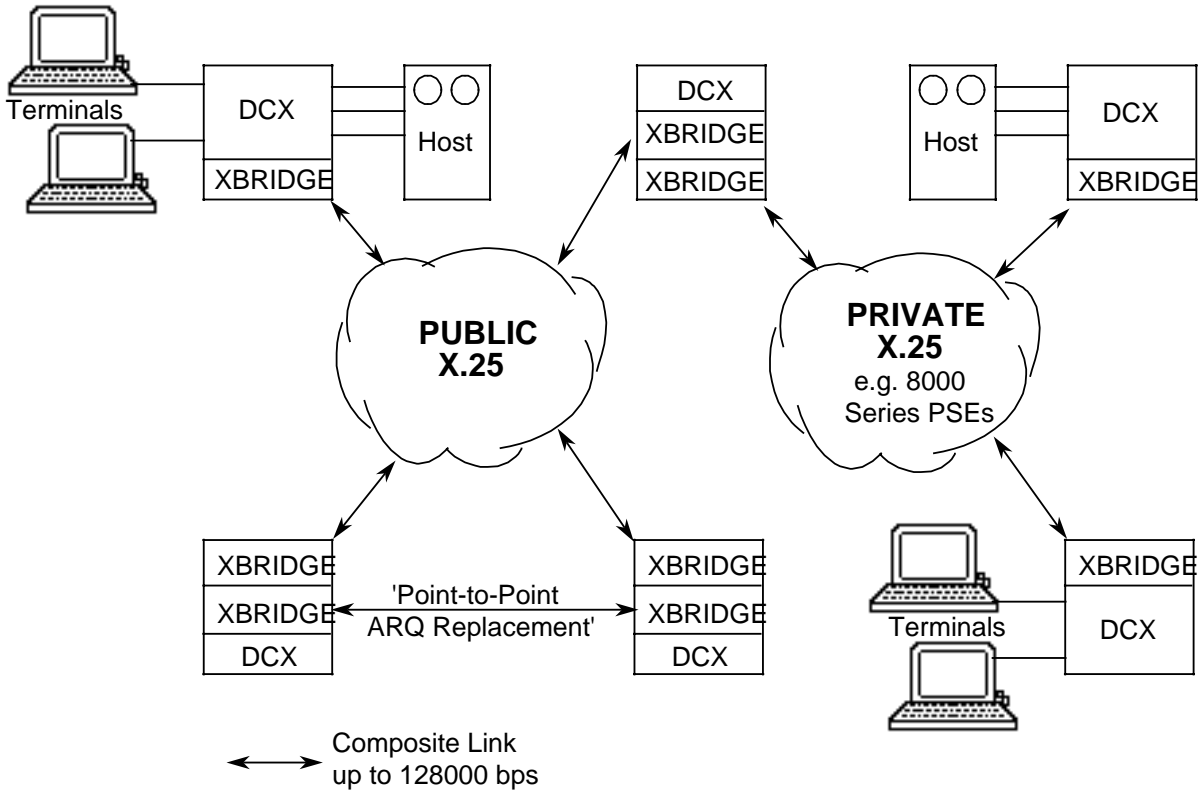 Terminals
DCX
XBRIDGE
Host
DCX
XBRIDGE
XBRIDGE
Host
DCX
XBRIDGE
PUBLIC
X.25
PRIVATE
X.25
e.g. 8000
Series PSEs
XBRIDGE
XBRIDGE
DCX
'Point-to-Point
ARQ Replacement'
XBRIDGE
XBRIDGE
DCX
Terminals
XBRIDGE
DCX
Composite Link
up to 128000 bps